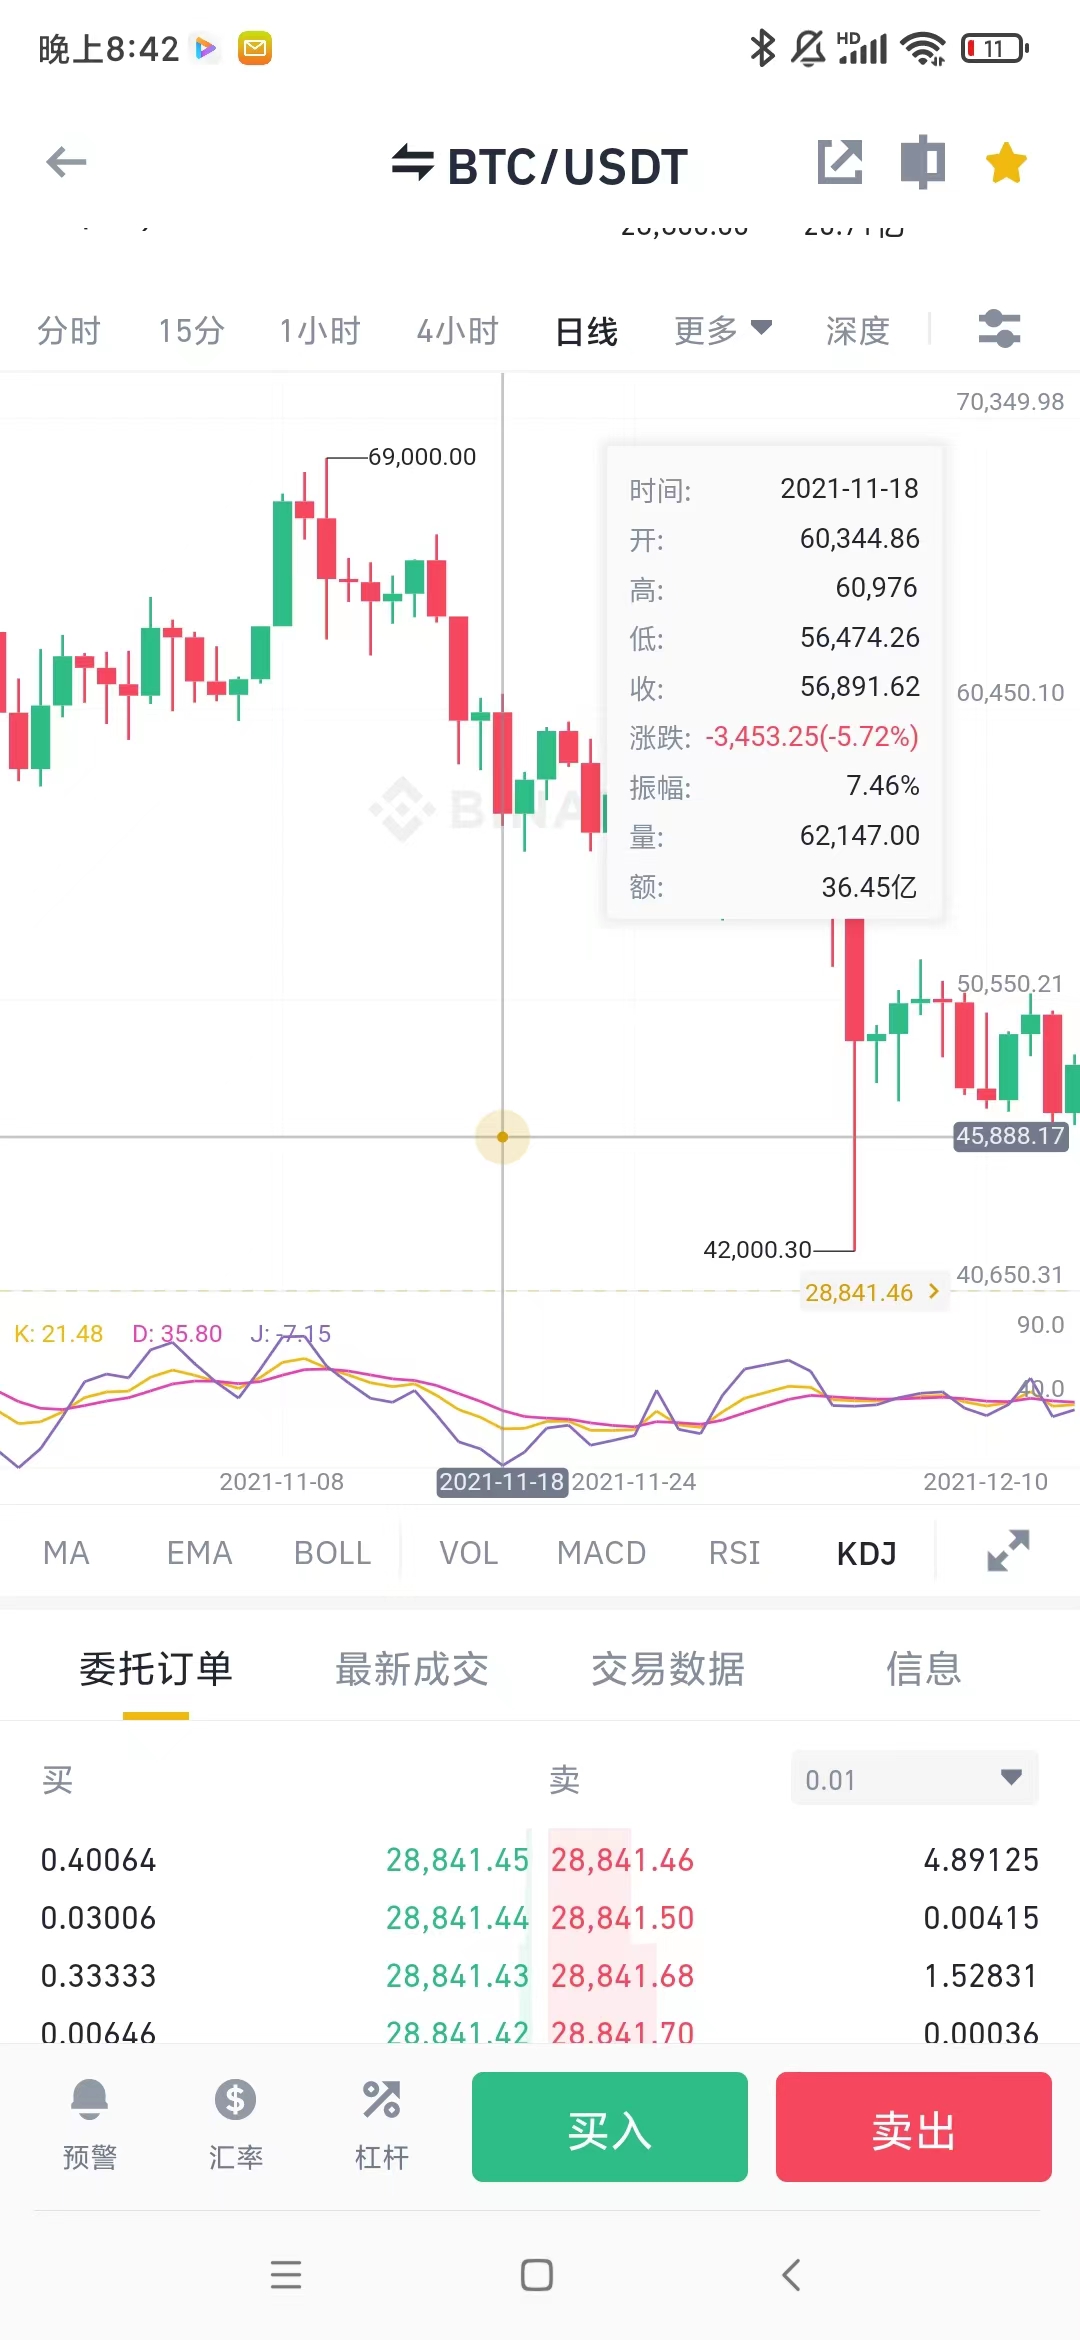 晚上8:42
HD
11
BTC/USDT
分时 15分 1小时 4小时 日线 更多 深度
70,349.98
69,000.00
时间: 2021-11-18
开: 60,344.86
高: 60,976
低: 56,474.26
收: 56,891.62
涨跌: -3,453.25(-5.72%)
振幅: 7.46%
量: 62,147.00
额: 36.45亿
60,450.10
50,550.21
45,888.17
42,000.30
40,650.31
28,841.46
K: 21.48 D: 35.80 J: -7.15
90.0
40.0
2021-11-08 2021-11-18 2021-11-24 2021-12-10
MA EMA BOLL VOL MACD RSI KDJ
委托订单 最新成交 交易数据 信息
买 卖 0.01
0.40064 28,841.45 28,841.46 4.89125
0.03006 28,841.44 28,841.50 0.00415
0.33333 28,841.43 28,841.68 1.52831
0.00646 28,841.42 28,841.70 0.00036
预警 汇率 杠杆 买入 卖出